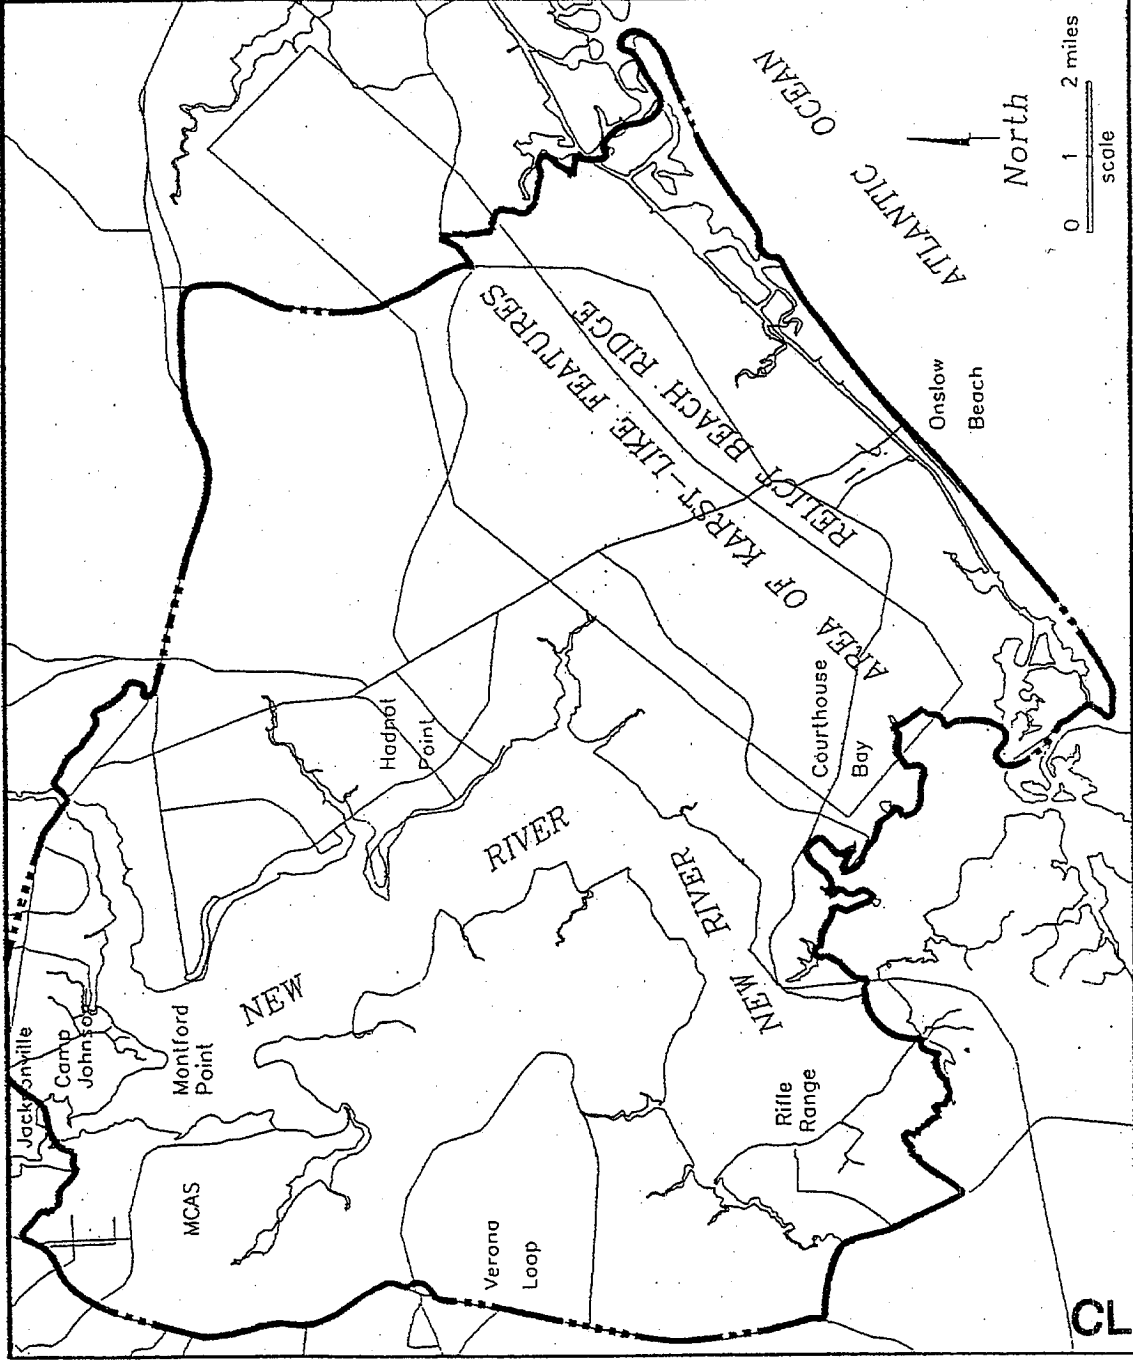 Jacksonville
Camp
Johnson
Montford
Point
MCAS
NEW
RIVER
Hadnot
Point
Verona
Loop
NEW RIVER
Rifle
Range
Courthouse
Bay
AREA OF KARST-LIKE FEATURES
RELICT BEACH RIDGE
Onslow
Beach
ATLANTIC OCEAN
North
0 1 2 miles
scale
CL